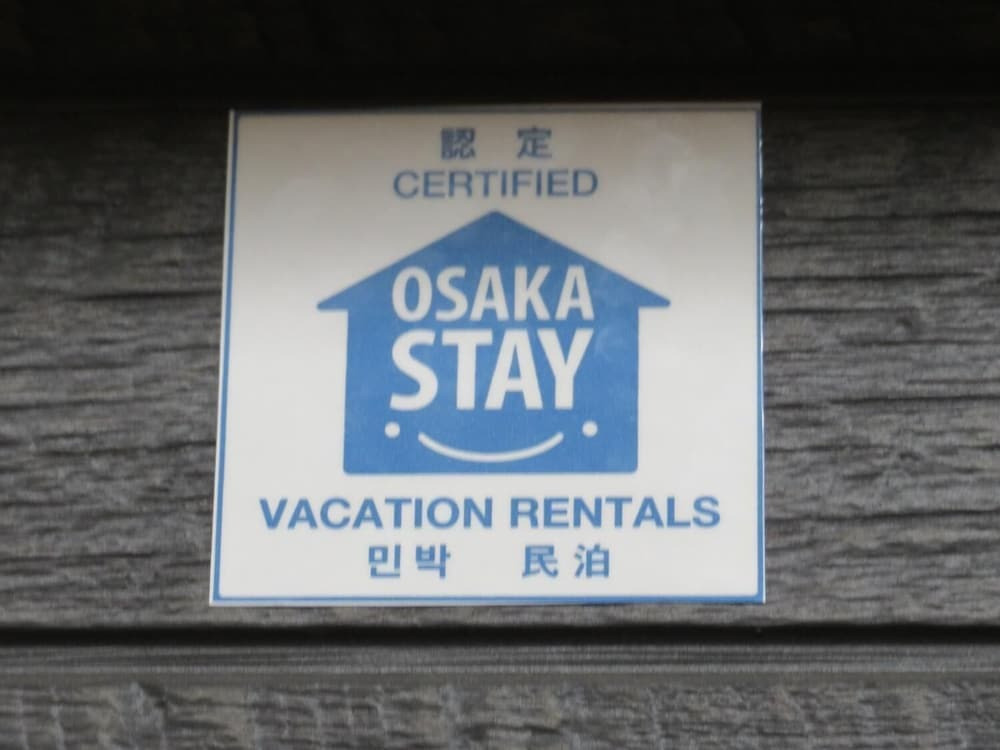 認 定
CERTIFIED
OSAKA
STAY
VACATION RENTALS
민박 民泊